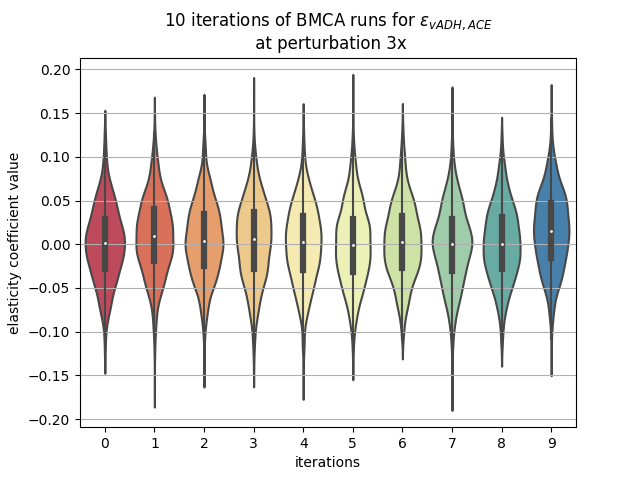 10 iterations of BMCA runs for ε_{vADH, ACE}
at perturbation 3x
elasticity coefficient value
0.20
0.15
0.10
0.05
0.00
−0.05
−0.10
−0.15
−0.20
0 1 2 3 4 5 6 7 8 9
iterations